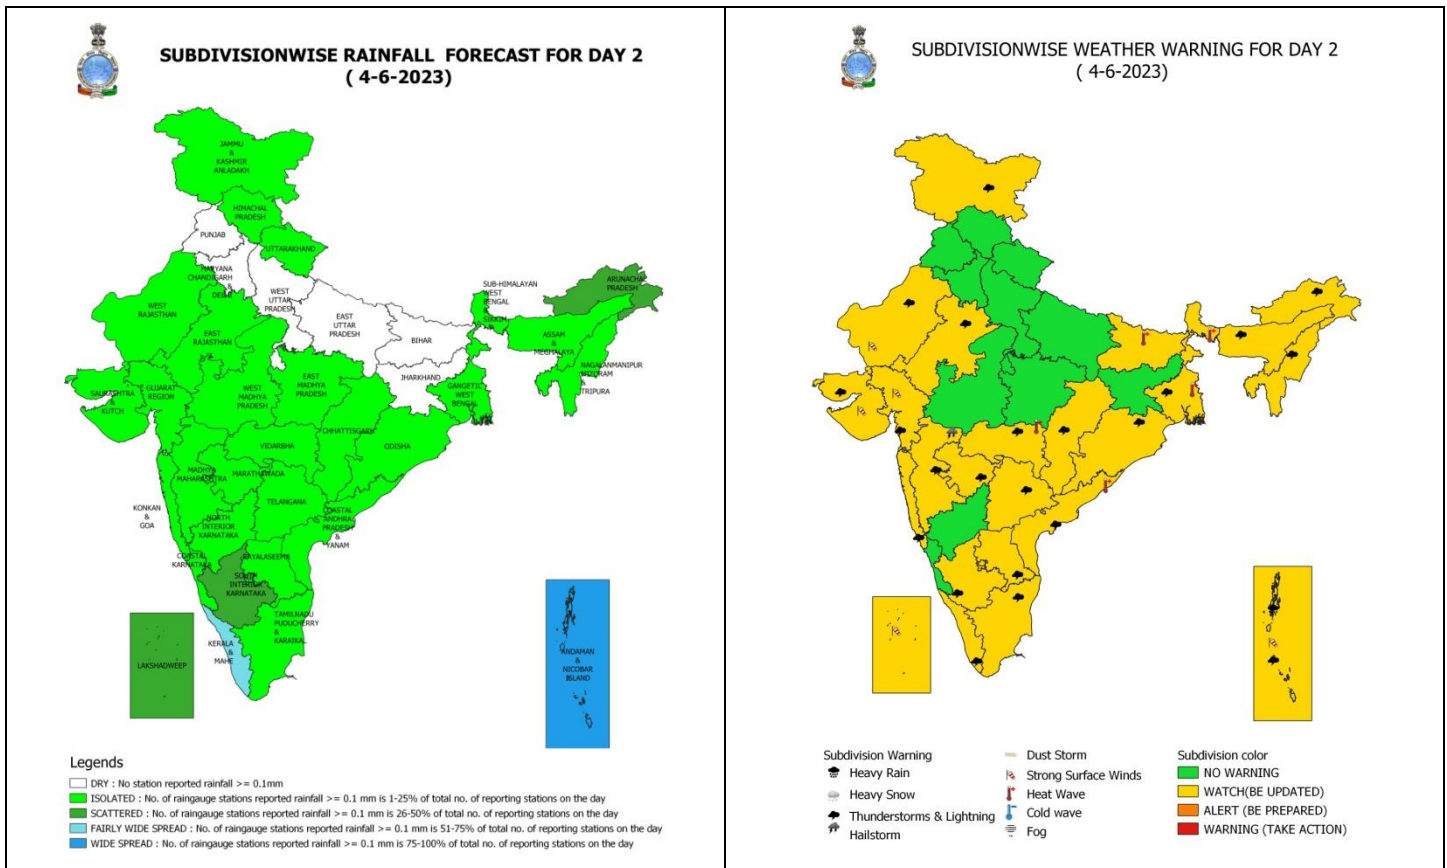 SUBDIVISIONWISE RAINFALL FORECAST FOR DAY 2
( 4-6-2023)
JAMMU
&
KASHMIR
ANLADAKH
HIMACHAL
PRADESH
PUNJAB
UTTARAKHAND
HARYANA
CHANDIGARH
&
DELHI
WEST
UTTAR
PRADESH
EAST
UTTAR
PRADESH
BIHAR
SUB-HIMALAYAN
WEST
BENGAL
&
SIKKIM
ARUNACHAL
PRADESH
ASSAM
&
MEGHALAYA
NAGALANMANIPUR
MIZORAM
&
TRIPURA
WEST
RAJASTHAN
EAST
RAJASTHAN
JHARKHAND
GANGETIC
WEST
BENGAL
SAURASHTRA
&
KUTCH
GUJARAT
REGION
WEST
MADHYA
PRADESH
EAST
MADHYA
PRADESH
CHHATTISGARH
ODISHA
VIDARBHA
MADHYA
MAHARASHTRA
MARATHAWADA
TELANGANA
KONKAN
&
GOA
NORTH
INTERIOR
KARNATAKA
COASTAL
ANDHRA
PRADESH
&
YANAM
COASTAL
KARNATAKA
RAYALASEEMA
SOUTH
INTERIOR
KARNATAKA
TAMILNADU
PUDUCHERRY
&
KARAIKAL
KERALA
&
MAHE
LAKSHADWEEP
ANDAMAN
&
NICOBAR
ISLAND
Legends
DRY : No station reported rainfall >= 0.1mm
ISOLATED : No. of raingauge stations reported rainfall >= 0.1 mm is 1-25% of total no. of reporting stations on the day
SCATTERED : No. of raingauge stations reported rainfall >= 0.1 mm is 26-50% of total no. of reporting stations on the day
FAIRLY WIDE SPREAD : No. of raingauge stations reported rainfall >= 0.1 mm is 51-75% of total no. of reporting stations on the day
WIDE SPREAD : No. of raingauge stations reported rainfall >= 0.1 mm is 75-100% of total no. of reporting stations on the day
SUBDIVISIONWISE WEATHER WARNING FOR DAY 2
( 4-6-2023)
Subdivision Warning
Heavy Rain
Heavy Snow
Thunderstorms & Lightning
Hailstorm
Dust Storm
Strong Surface Winds
Heat Wave
Cold wave
Fog
Subdivision color
NO WARNING
WATCH(BE UPDATED)
ALERT (BE PREPARED)
WARNING (TAKE ACTION)